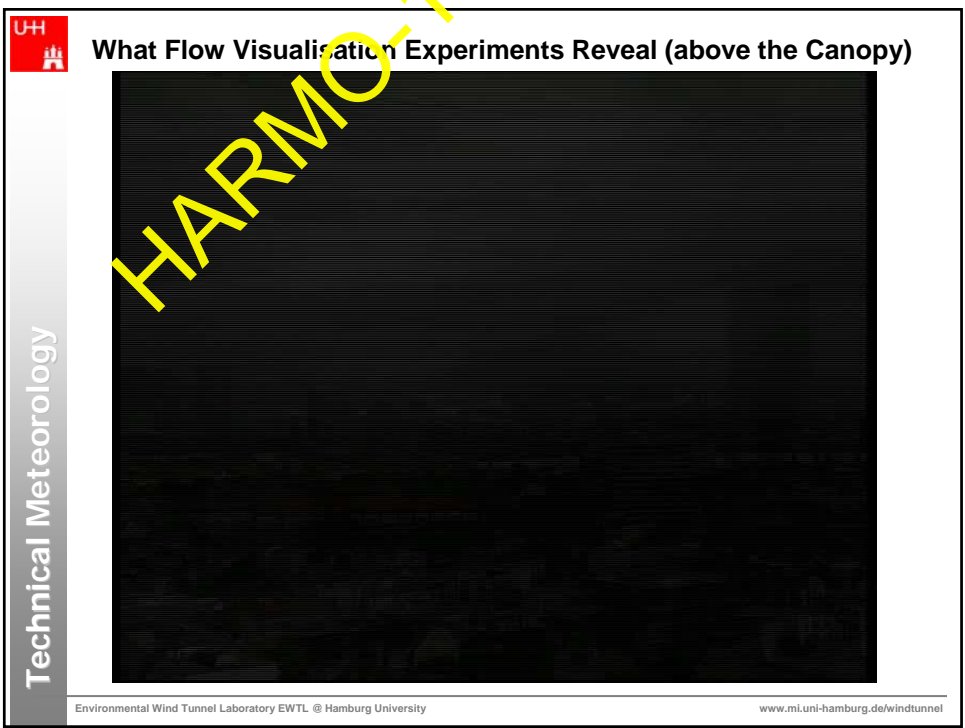 UHH
What Flow Visualisation Experiments Reveal (above the Canopy)
HARMO-1
Technical Meteorology
Environmental Wind Tunnel Laboratory EWTL @ Hamburg University
www.mi.uni-hamburg.de/windtunnel